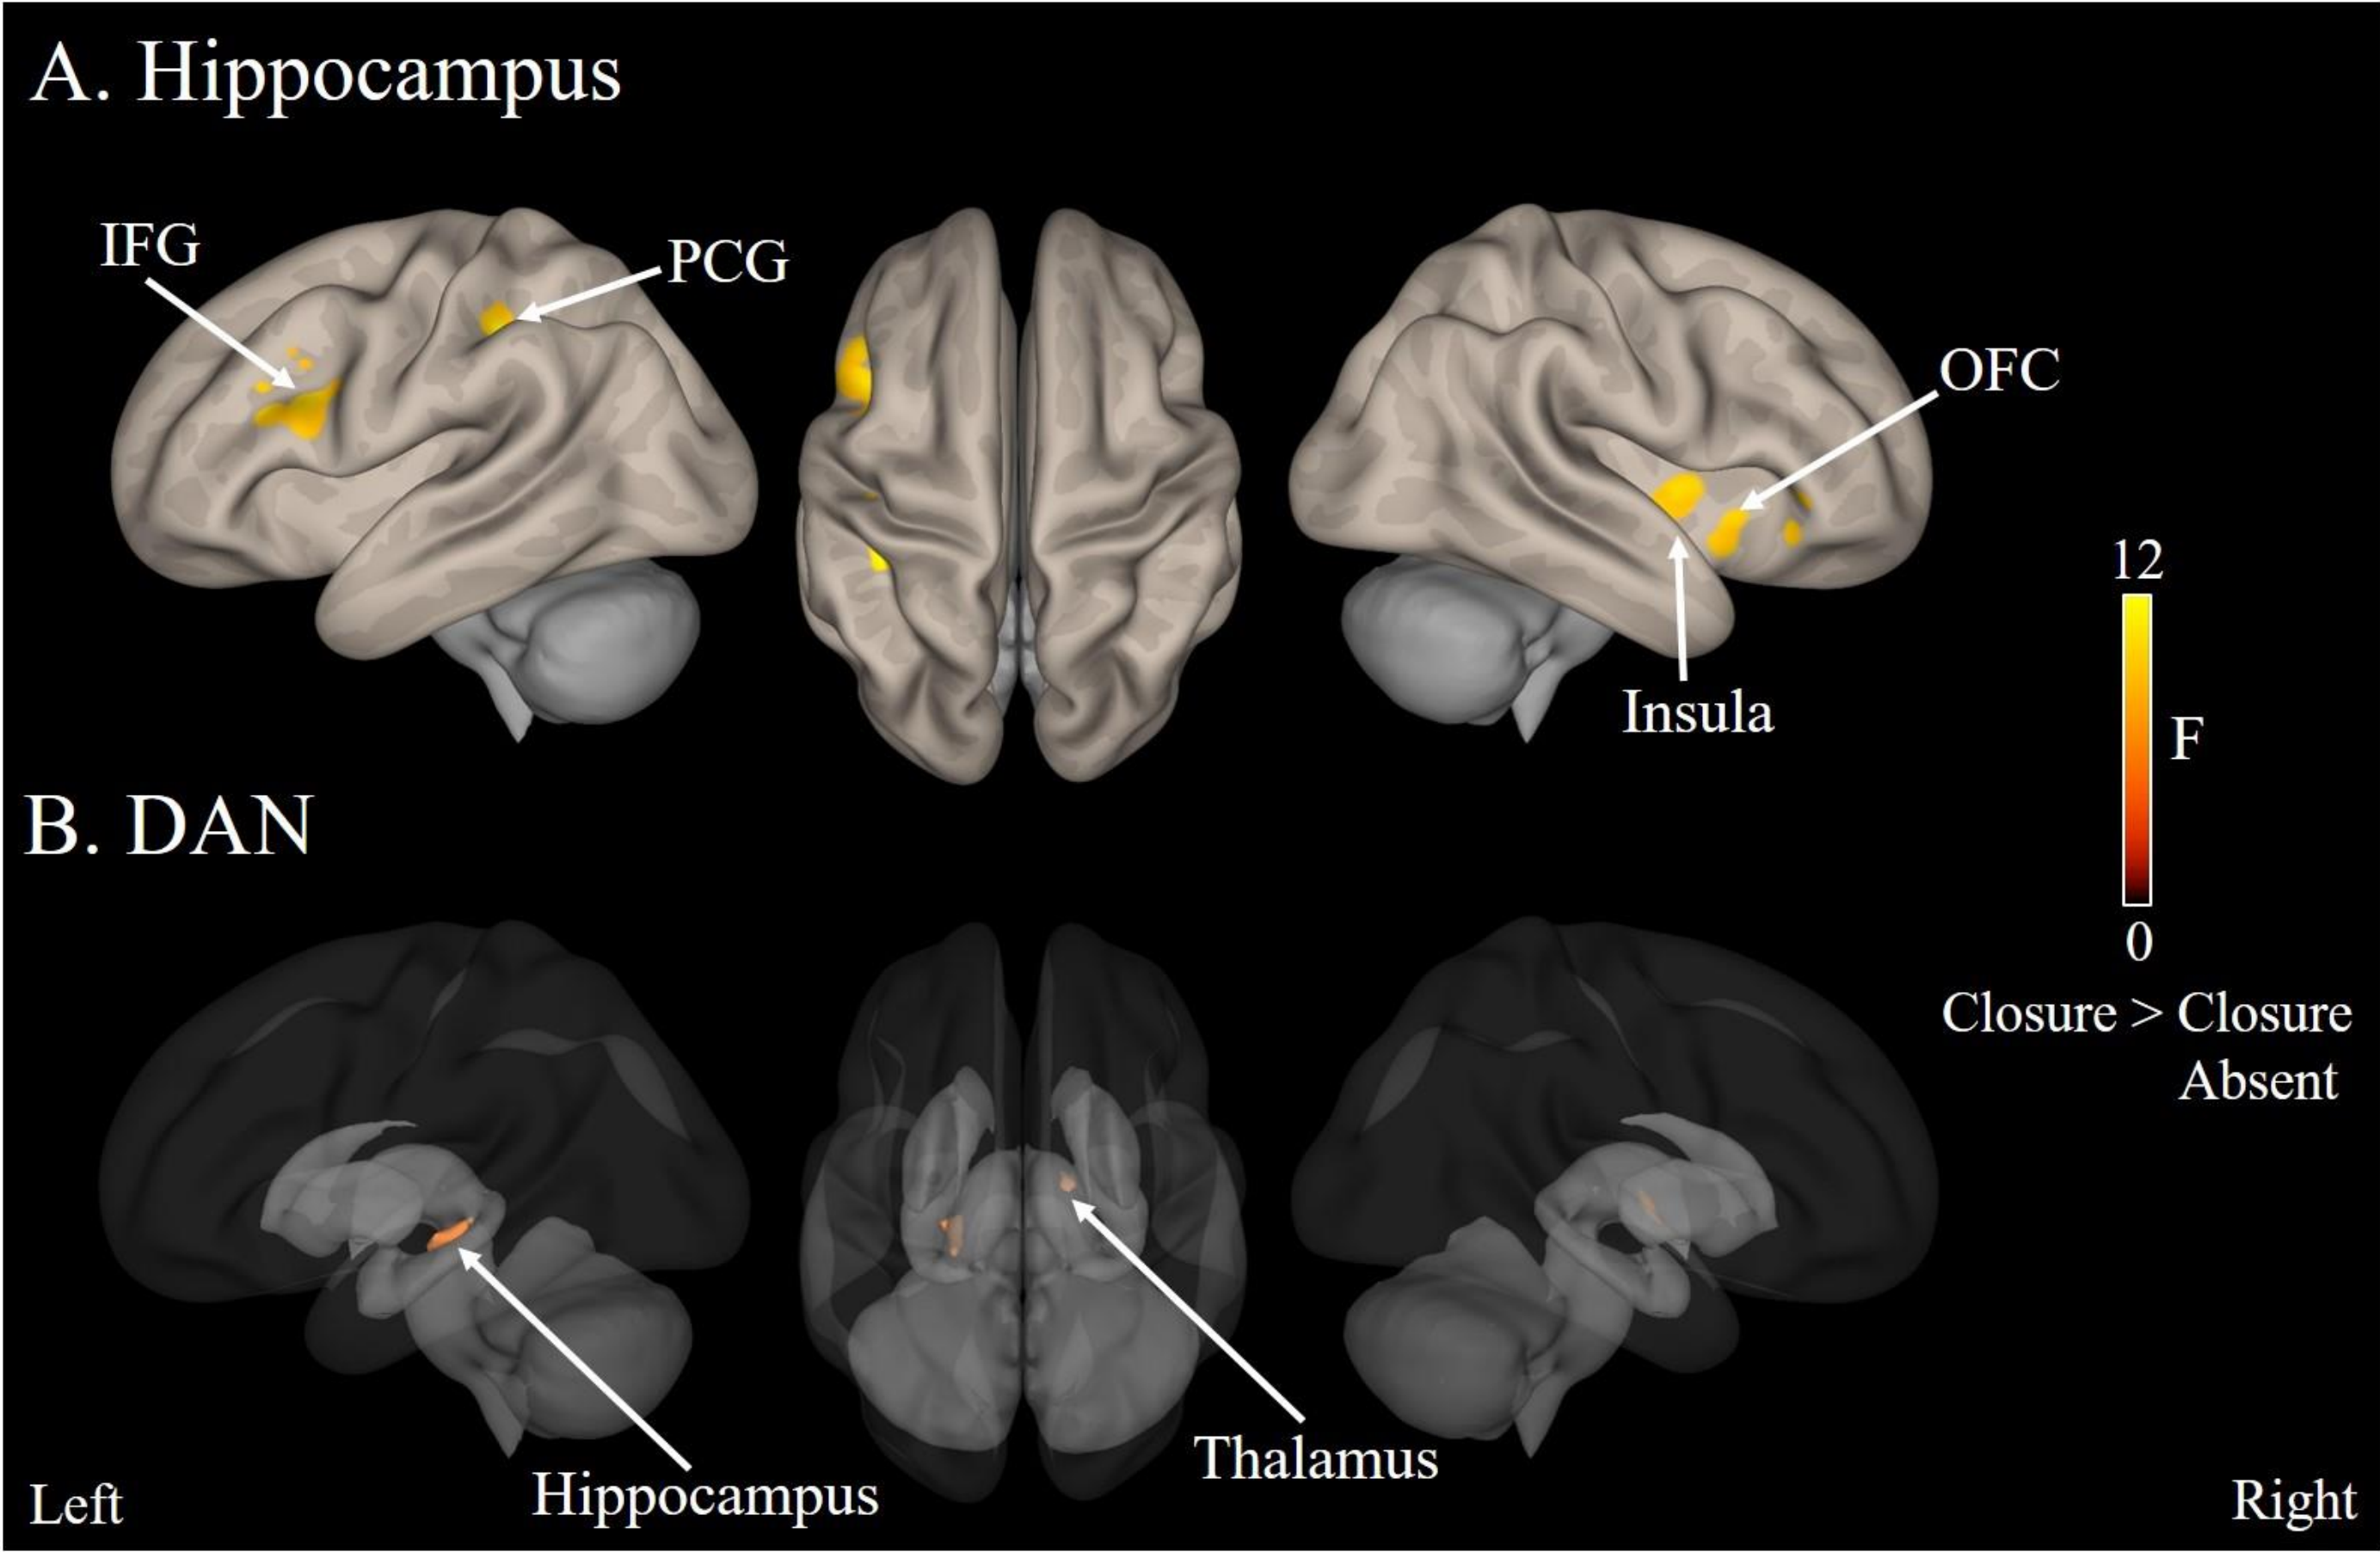 A. Hippocampus
IFG
PCG
OFC
Insula
12
F
0
Closure > Closure
Absent
B. DAN
Hippocampus
Thalamus
Left
Right